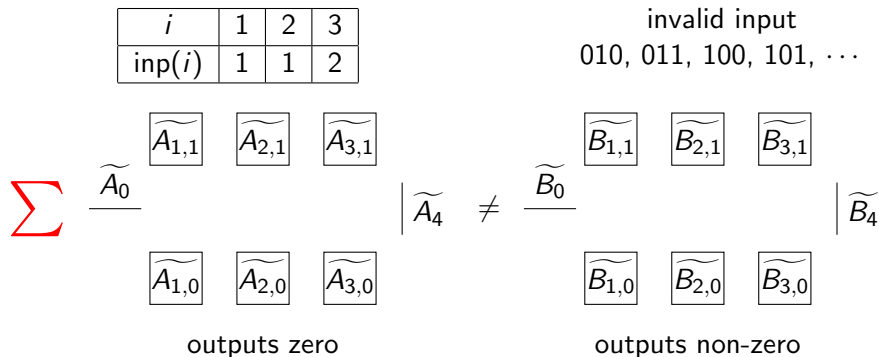 i 1 2 3
inp(i) 1 1 2
invalid input
010, 011, 100, 101, ⋯
∑ Ã₀ Ã₁,₁ Ã₂,₁ Ã₃,₁
Ã₁,₀ Ã₂,₀ Ã₃,₀ | Ã₄
≠
B̃₀ B̃₁,₁ B̃₂,₁ B̃₃,₁
B̃₁,₀ B̃₂,₀ B̃₃,₀ | B̃₄
outputs zero
outputs non-zero